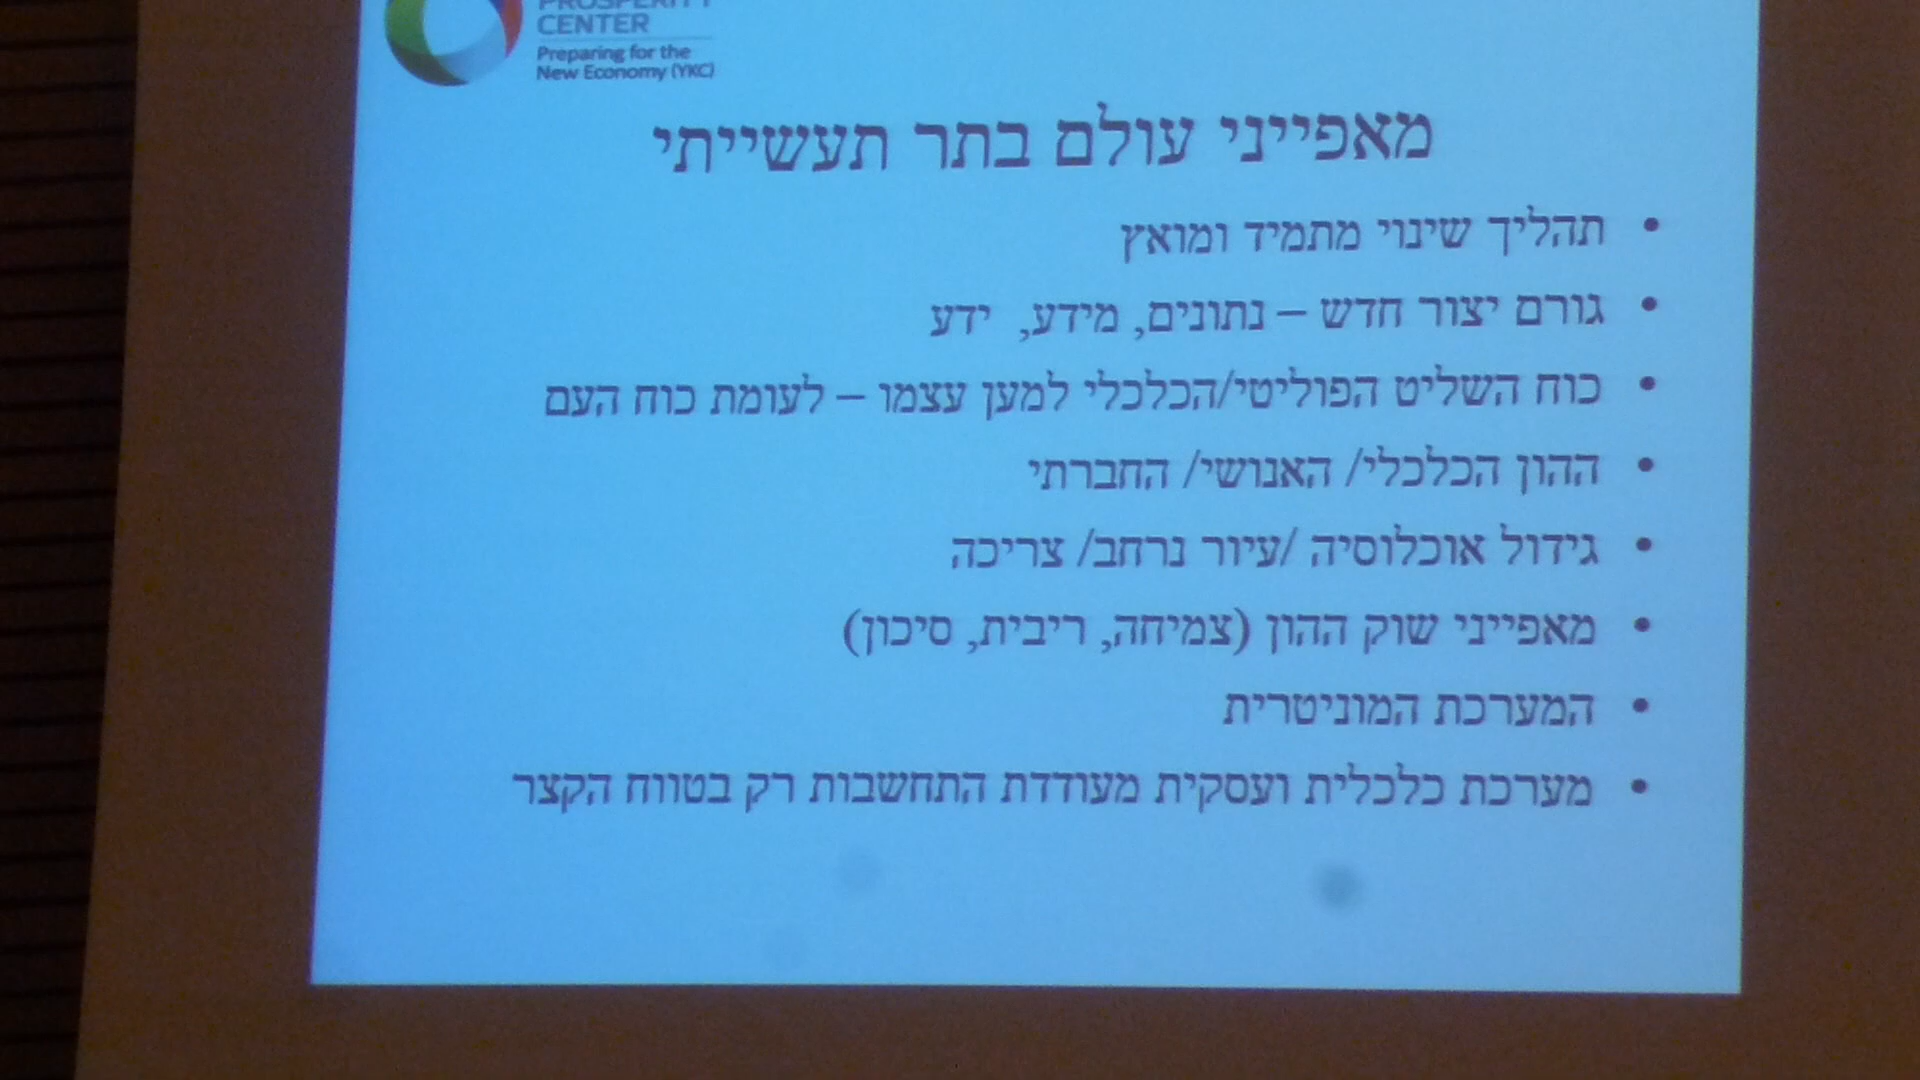 PROSPERITY
CENTER
Preparing for the
New Economy (YKC)
מאפייני עולם בתר תעשייתי
• תהליך שינוי מתמיד ומואץ
• גורם יצור חדש – נתונים, מידע, ידע
• כוח השליט הפוליטי/הכלכלי למען עצמו – לעומת כוח העם
• ההון הכלכלי/ האנושי/ החברתי
• גידול אוכלוסיה /עיור נרחב/ צריכה
• מאפייני שוק ההון (צמיחה, ריבית, סיכון)
• המערכת המוניטרית
• מערכת כלכלית ועסקית מעודדת התחשבות רק בטווח הקצר